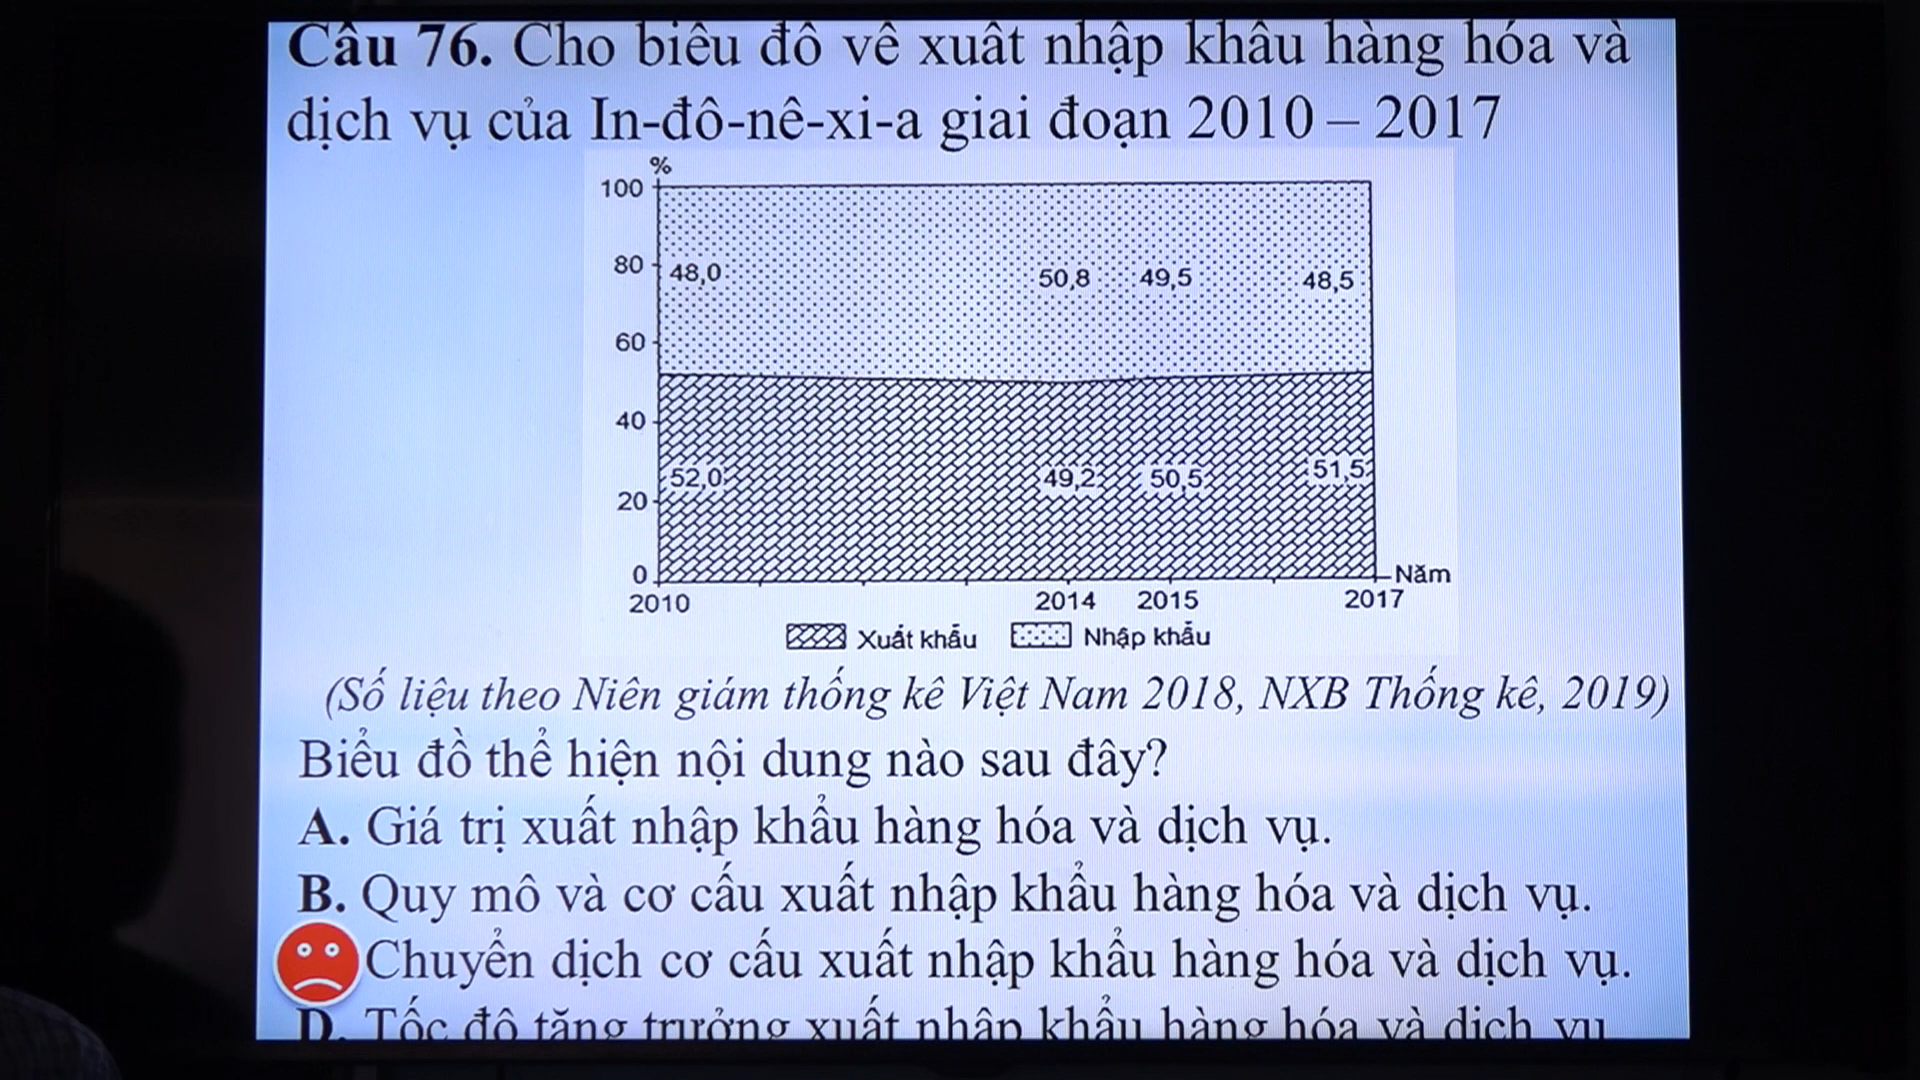 Câu 76. Cho biểu đồ về xuất nhập khẩu hàng hóa và
dịch vụ của In-đô-nê-xi-a giai đoạn 2010 – 2017
%
100
80
60
40
20
0
48,0 50,8 49,5 48,5
52,0 49,2 50,5 51,5
Năm
2010 2014 2015 2017
Xuất khẩu Nhập khẩu
(Số liệu theo Niên giám thống kê Việt Nam 2018, NXB Thống kê, 2019)
Biểu đồ thể hiện nội dung nào sau đây?
A. Giá trị xuất nhập khẩu hàng hóa và dịch vụ.
B. Quy mô và cơ cấu xuất nhập khẩu hàng hóa và dịch vụ.
Chuyển dịch cơ cấu xuất nhập khẩu hàng hóa và dịch vụ.
D. Tốc độ tăng trưởng xuất nhập khẩu hàng hóa và dịch vụ